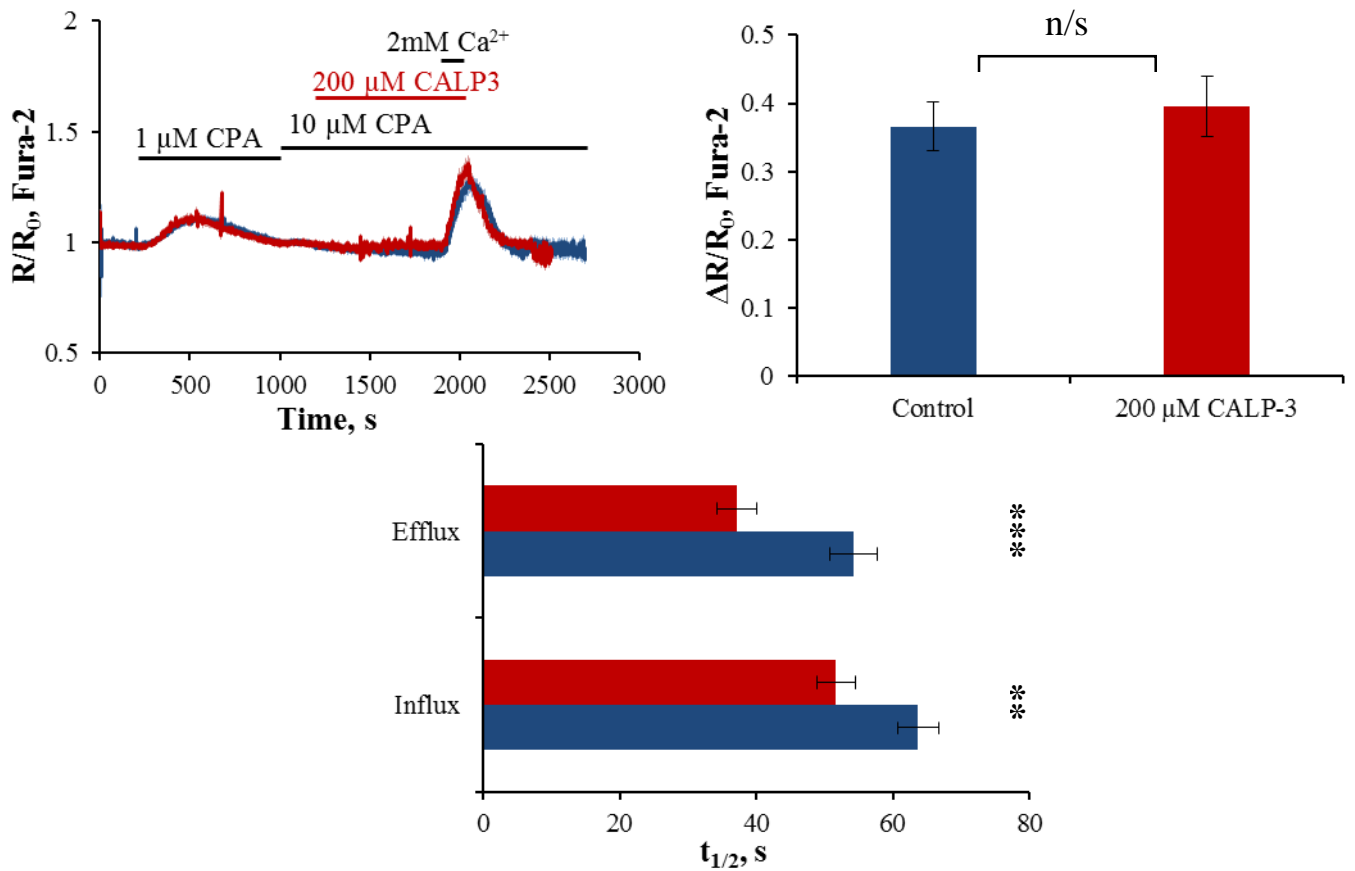 2
1.5
1
0.5
R/R₀, Fura-2
2mM Ca²⁺
200 μM CALP3
1 μM CPA
10 μM CPA
0 500 1000 1500 2000 2500 3000
Time, s
n/s
0.5
0.4
0.3
0.2
0.1
0
ΔR/R₀, Fura-2
Control 200 μM CALP-3
Efflux
***
Influx
**
0 20 40 60 80
t₁/₂, s